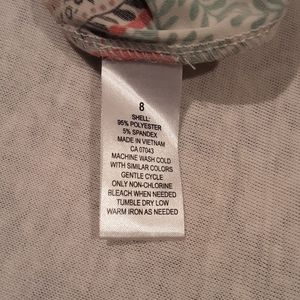 8
SHELL:
95% POLYESTER
5% SPANDEX
MADE IN VIETNAM
CA 07043
MACHINE WASH COLD
WITH SIMILAR COLORS
GENTLE CYCLE
ONLY NON-CHLORINE
BLEACH WHEN NEEDED
TUMBLE DRY LOW
WARM IRON AS NEEDED